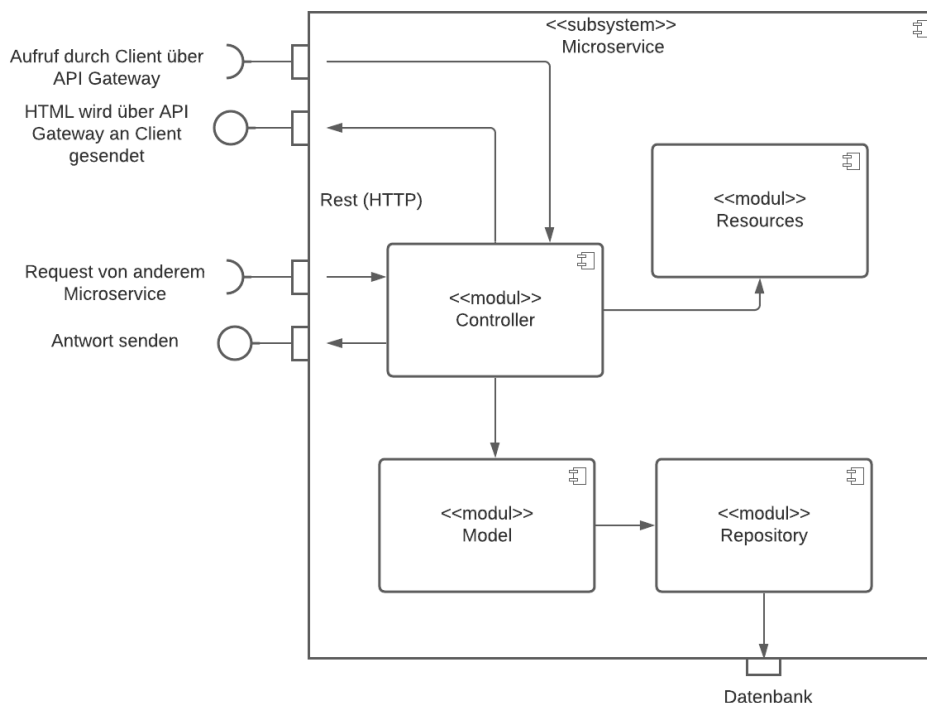 <<subsystem>>
Microservice
Aufruf durch Client über
API Gateway
HTML wird über API
Gateway an Client
gesendet
Rest (HTTP)
<<modul>>
Resources
Request von anderem
Microservice
<<modul>>
Controller
Antwort senden
<<modul>>
Model
<<modul>>
Repository
Datenbank